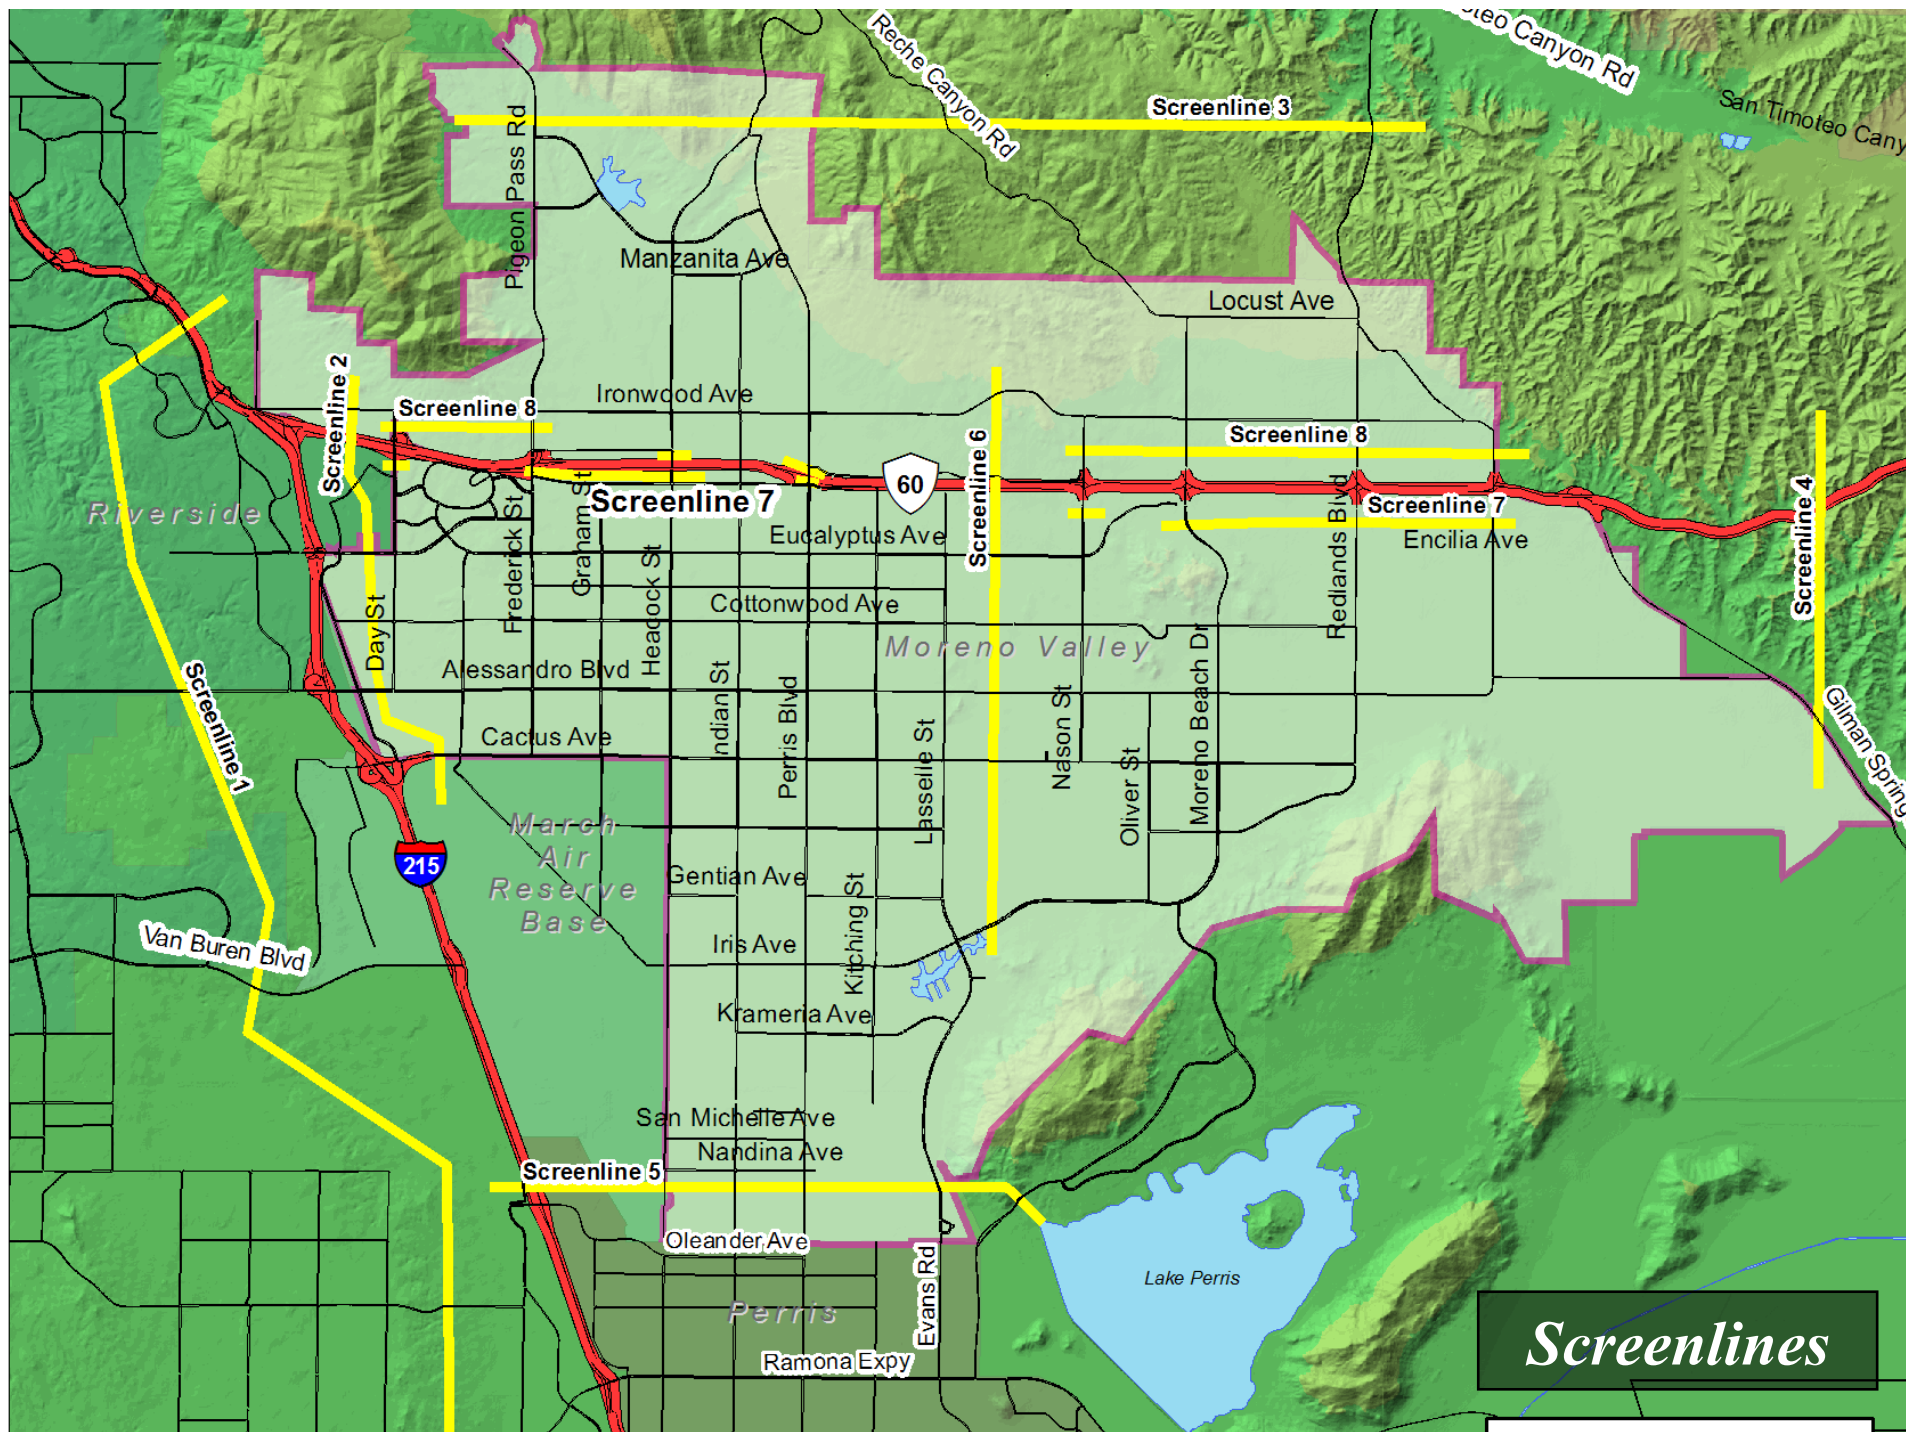 Reche Canyon Rd
oteo Canyon Rd
San Timoteo Cany
Screenline 3
Pigeon Pass Rd
Manzanita Ave
Locust Ave
Screenline 2
Ironwood Ave
Screenline 8
Screenline 8
Screenline 6
60
Screenline 4
Riverside
Screenline 7
Screenline 7
Frederick St
Graham St
Heacock St
Eucalyptus Ave
Redlands Blvd
Encilia Ave
Cottonwood Ave
Day St
Moreno Valley
Alessandro Blvd
Screenline 1
Indian St
Perris Blvd
Lasselle St
Nason St
Oliver St
Moreno Beach Dr
Gilman Spring
Cactus Ave
March
Air
Reserve
Base
215
Gentian Ave
Kitching St
Van Buren Blvd
Iris Ave
Krameria Ave
San Michelle Ave
Nandina Ave
Screenline 5
Oleander Ave
Evans Rd
Lake Perris
Perris
Ramona Expy
Screenlines